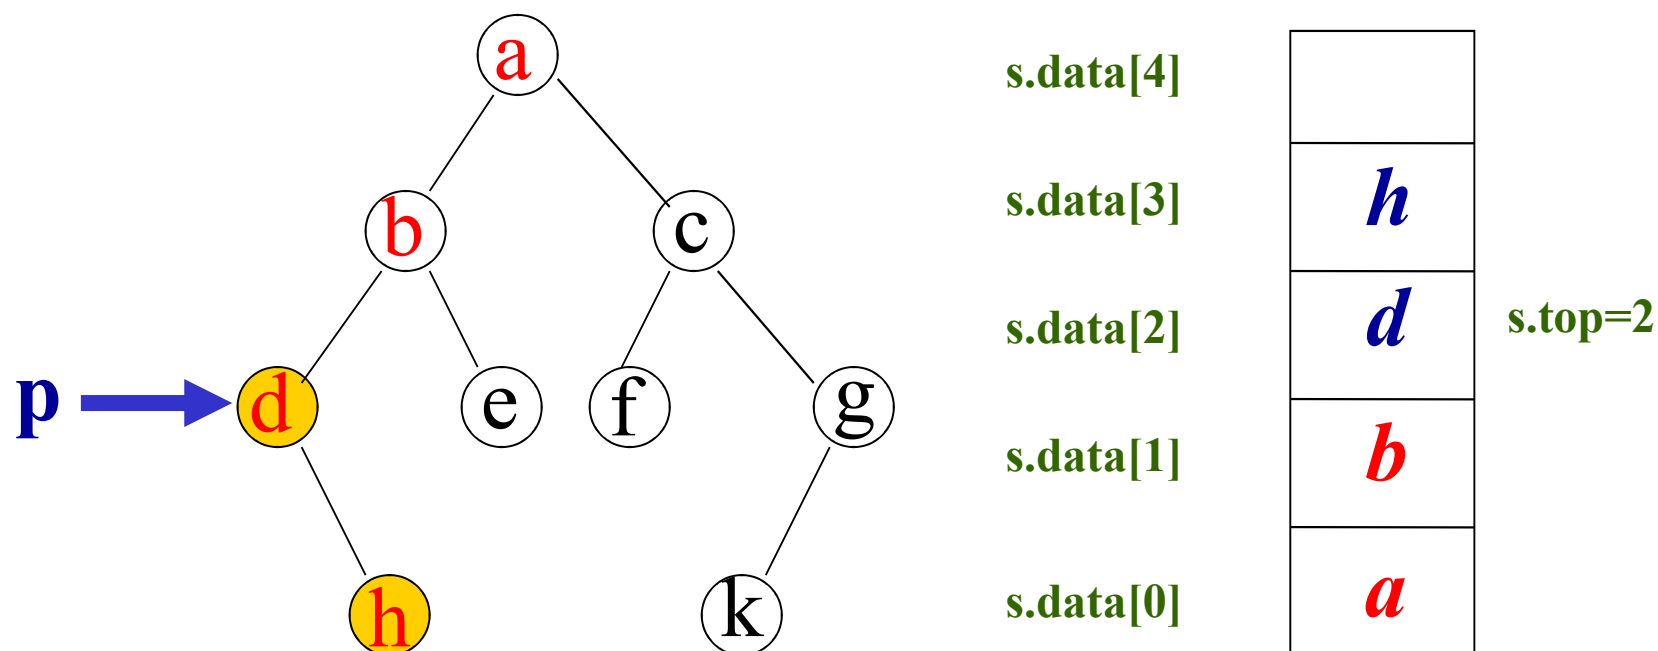 a
b
c
p
d
e
f
g
h
k
s.data[4]
s.data[3]
h
s.data[2]
d
s.top=2
s.data[1]
b
s.data[0]
a